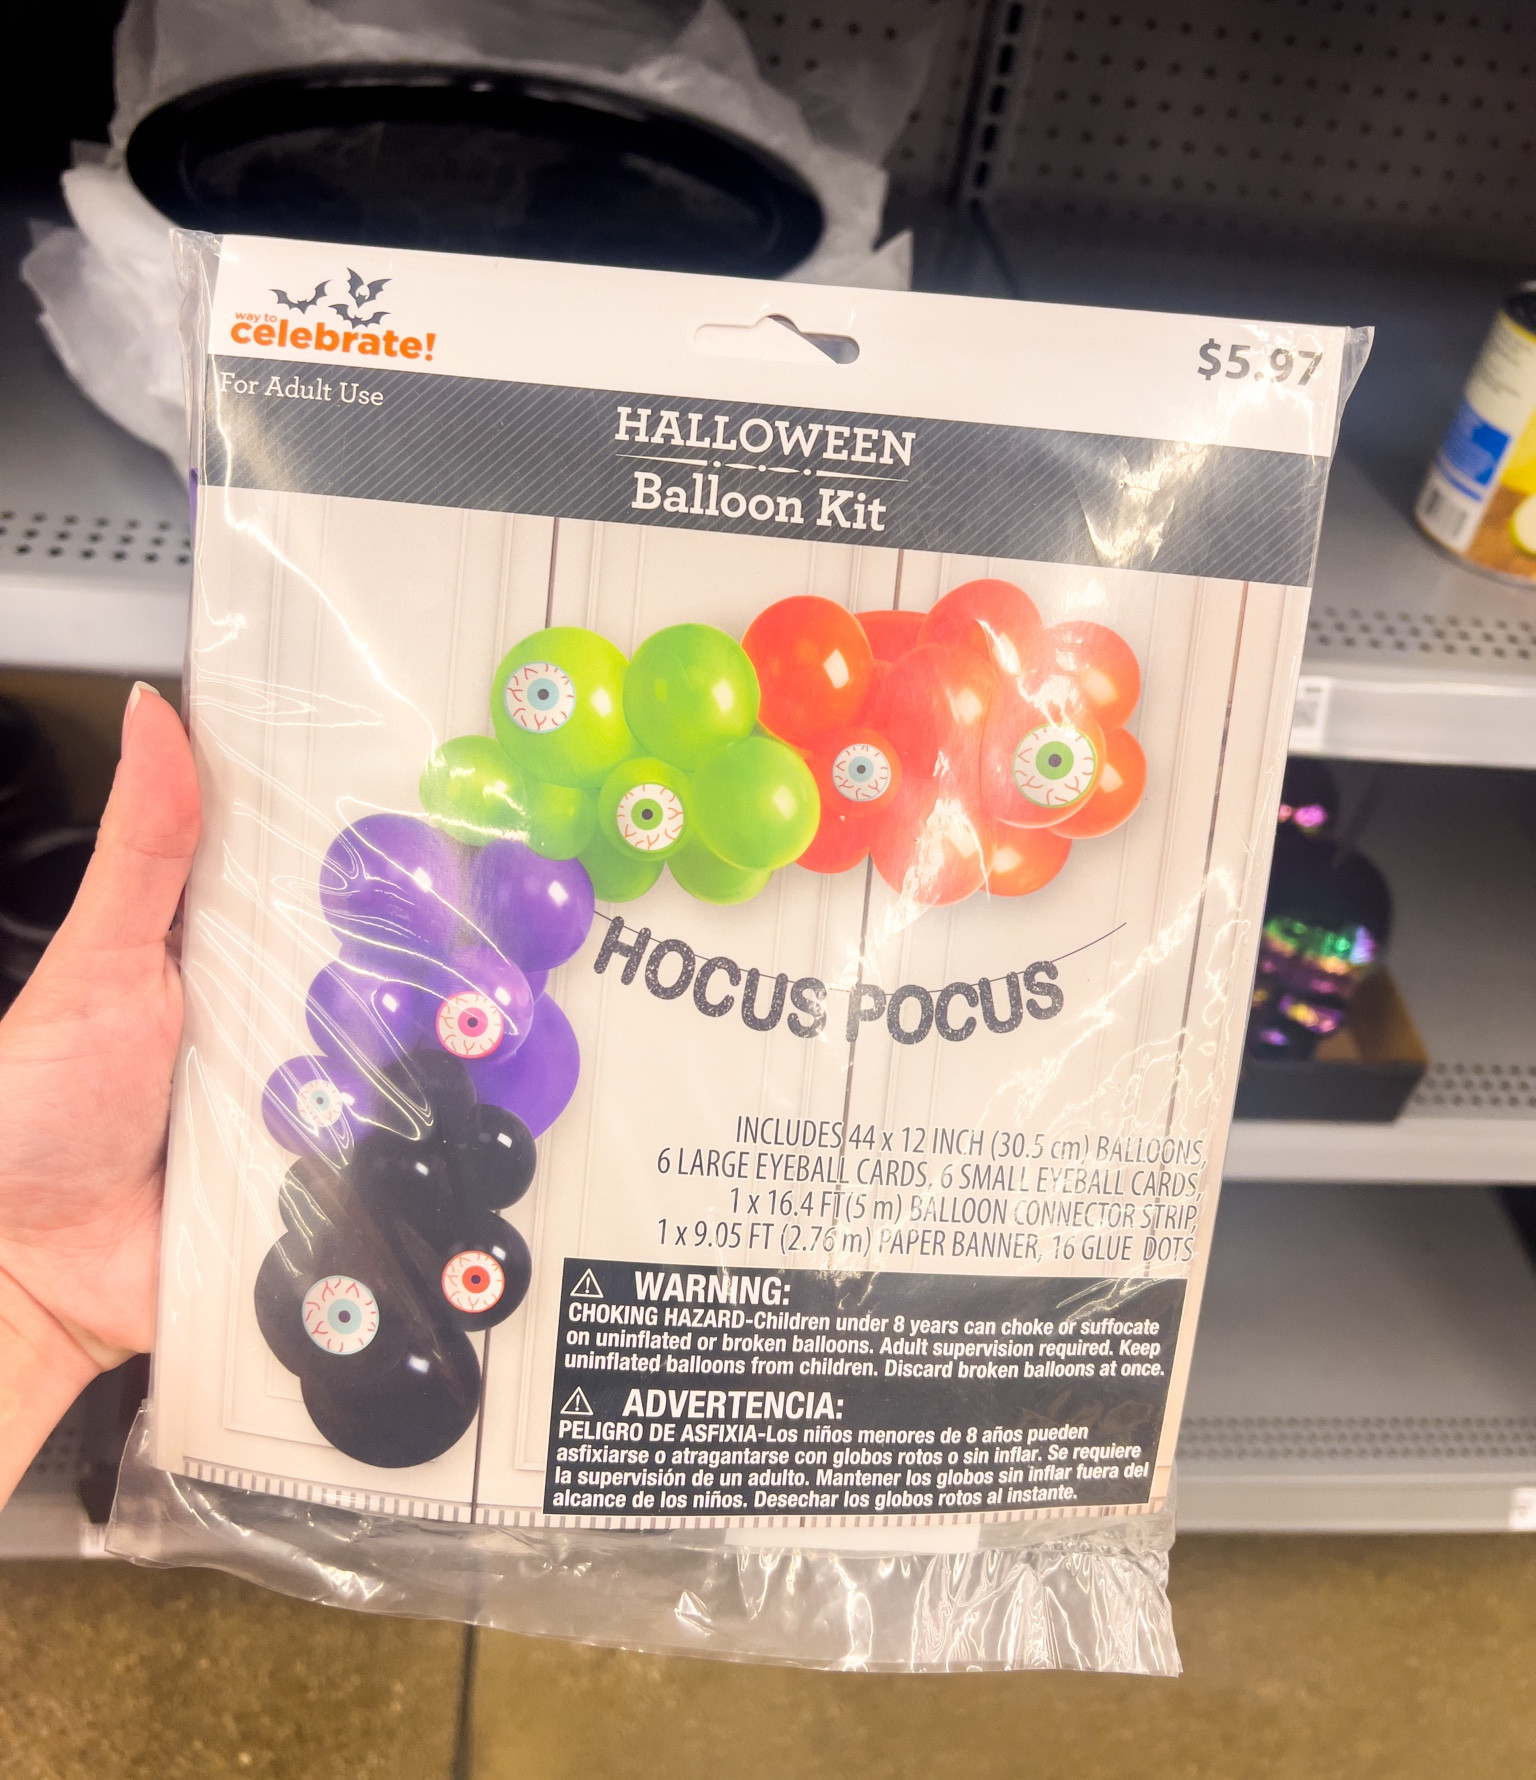 way to
celebrate!
$5.97
For Adult Use
HALLOWEEN
Balloon Kit
HOCUS POCUS
INCLUDES 44 x 12 INCH (30.5 cm) BALLOONS,
6 LARGE EYEBALL CARDS, 6 SMALL EYEBALL CARDS,
1 x 16.4 FT(5 m) BALLOON CONNECTOR STRIP,
1 x 9.05 FT (2.76 m) PAPER BANNER, 16 GLUE DOTS
WARNING:
CHOKING HAZARD-Children under 8 years can choke or suffocate
on uninflated or broken balloons. Adult supervision required. Keep
uninflated balloons from children. Discard broken balloons at once.
ADVERTENCIA:
PELIGRO DE ASFIXIA-Los niños menores de 8 años pueden
asfixiarse o atragantarse con globos rotos o sin inflar. Se requiere
la supervisión de un adulto. Mantener los globos sin inflar fuera del
alcance de los niños. Desechar los globos rotos al instante.